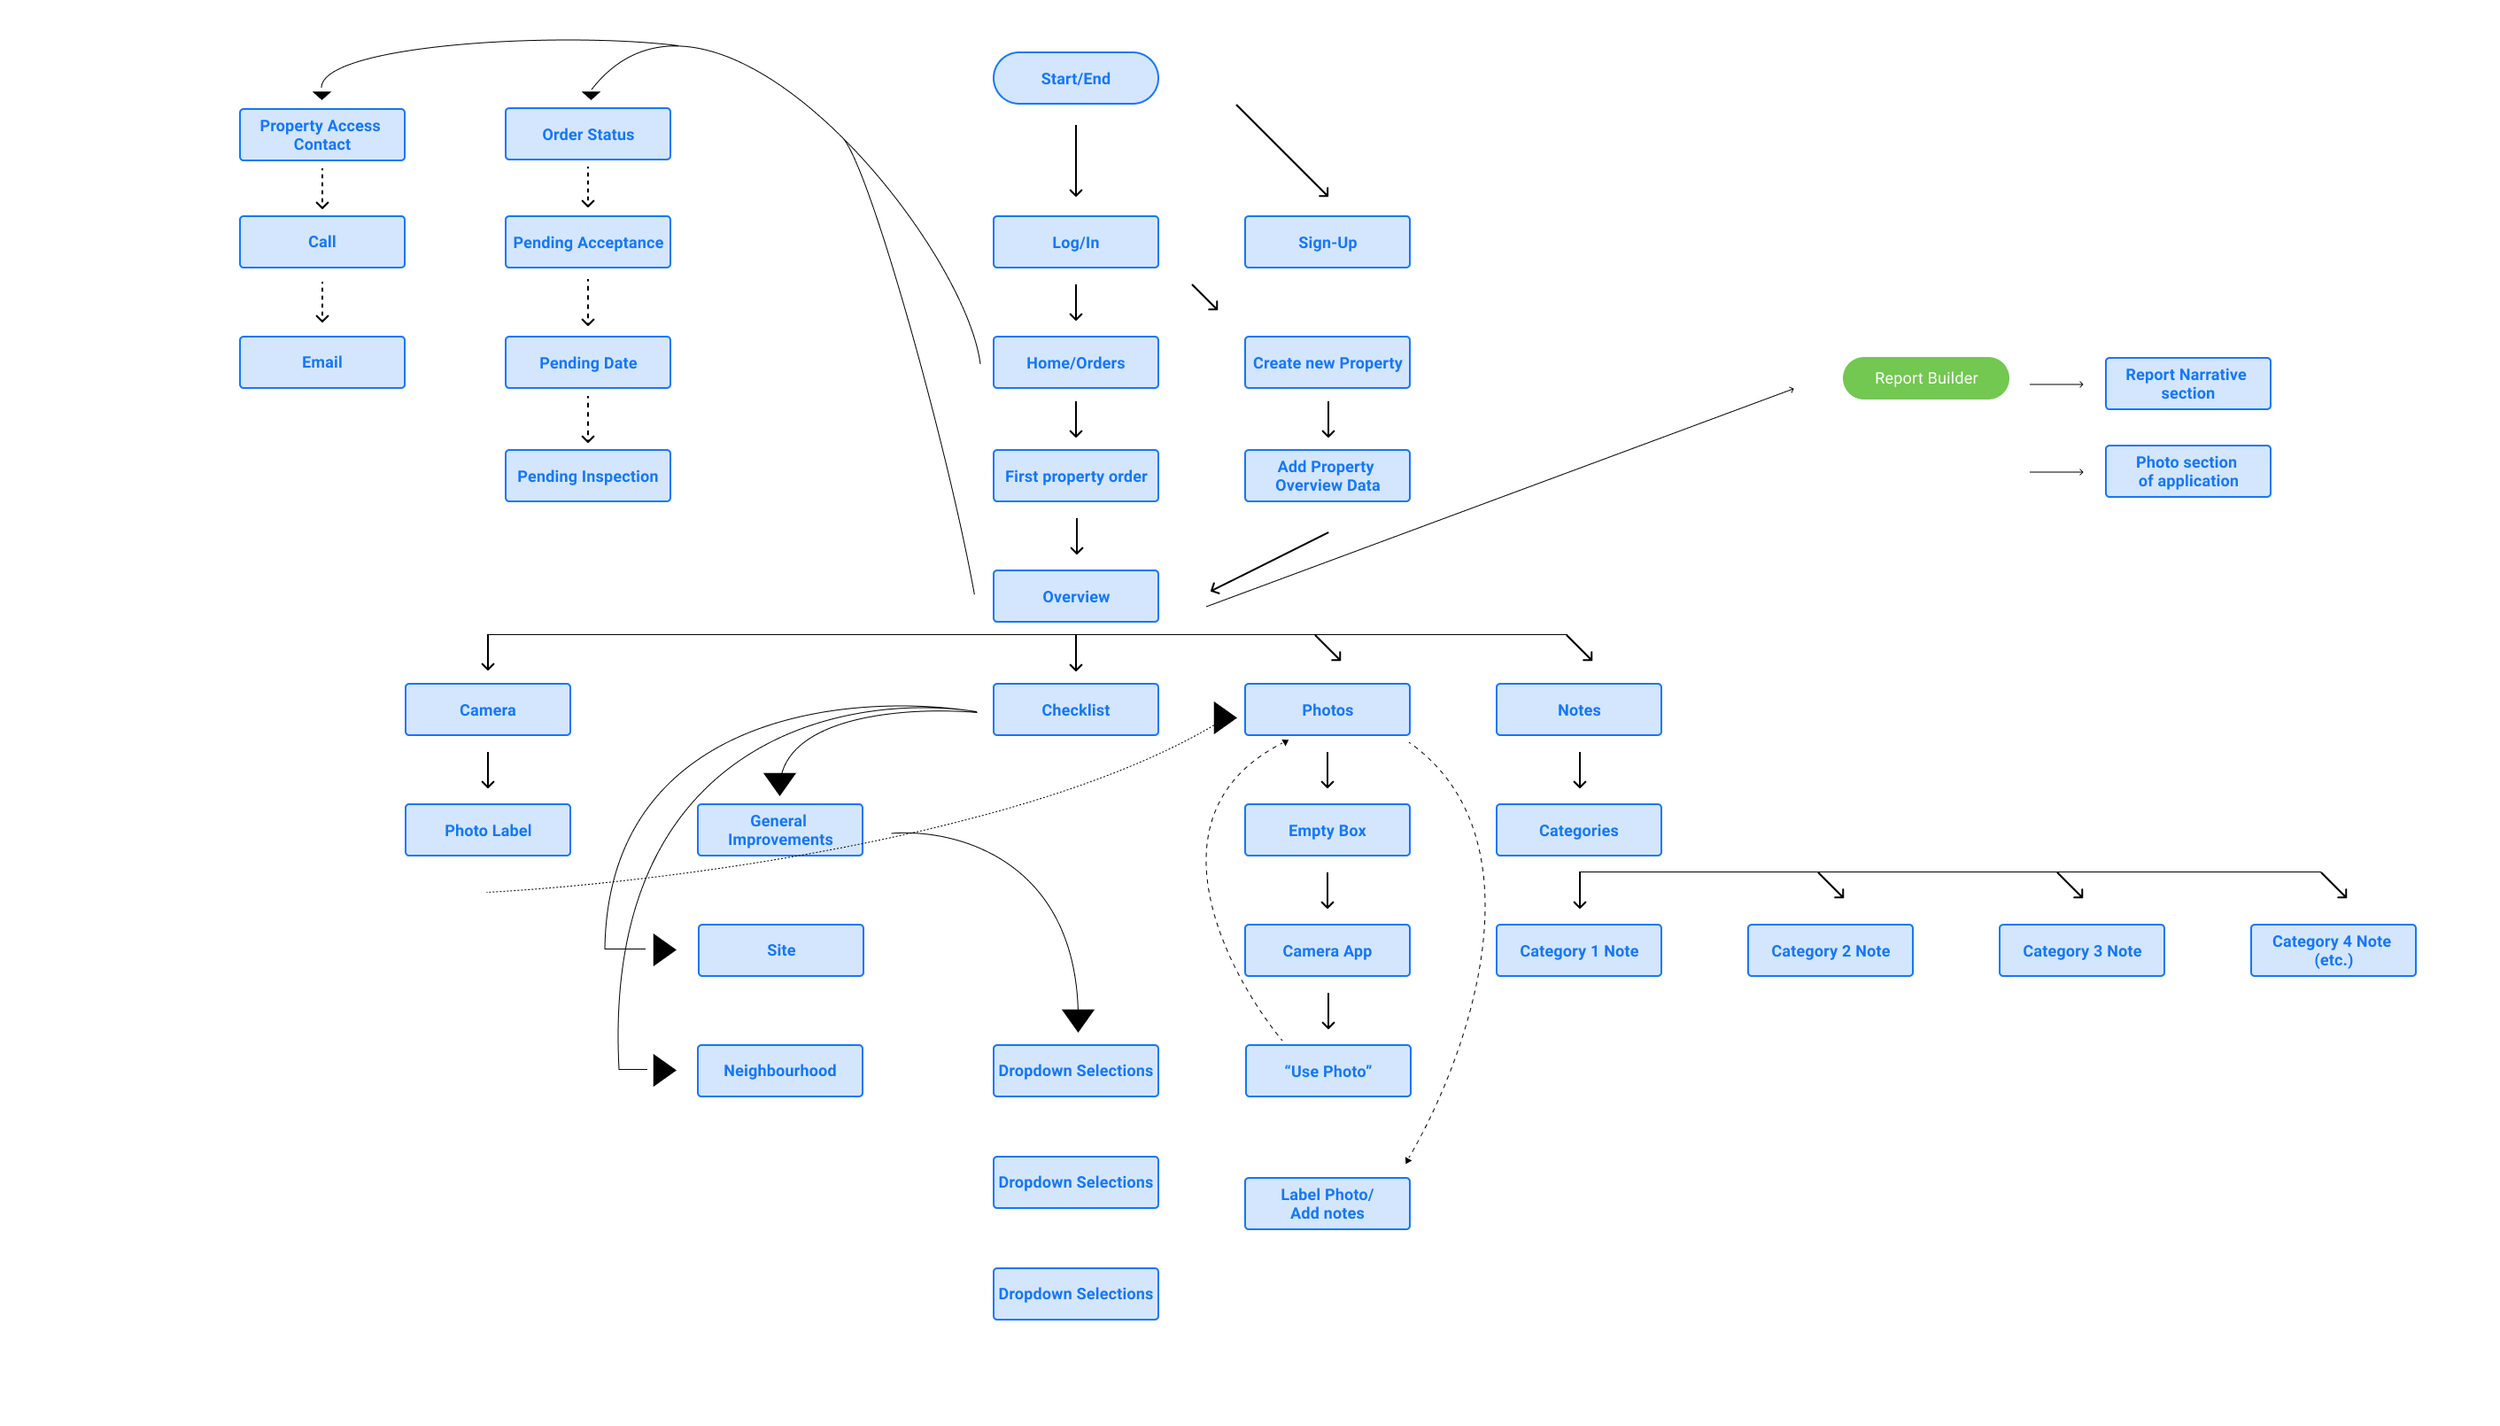 Start/End
Property Access
Contact
Order Status
Call
Pending Acceptance
Log/In
Sign-Up
Email
Pending Date
Home/Orders
Create new Property
Report Builder
Report Narrative
section
Pending Inspection
First property order
Add Property
Overview Data
Photo section
of application
Overview
Camera
Checklist
Photos
Notes
Photo Label
General
Improvements
Empty Box
Categories
Site
Camera App
Category 1 Note
Category 2 Note
Category 3 Note
Category 4 Note
(etc.)
Neighbourhood
Dropdown Selections
“Use Photo”
Dropdown Selections
Label Photo/
Add notes
Dropdown Selections